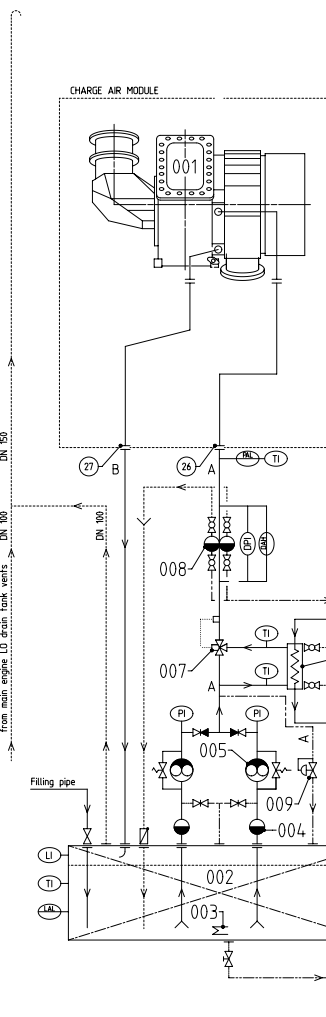 CHARGE AIR MODULE
001
DN 150
27
B
26
A
PAL
TI
DN 100
DN 100
008
DPI
DAH
from main engine LO drain tank vents
007
TI
TI
A
PI
PI
A
005
Filling pipe
009
004
LI
002
TI
003
LAL